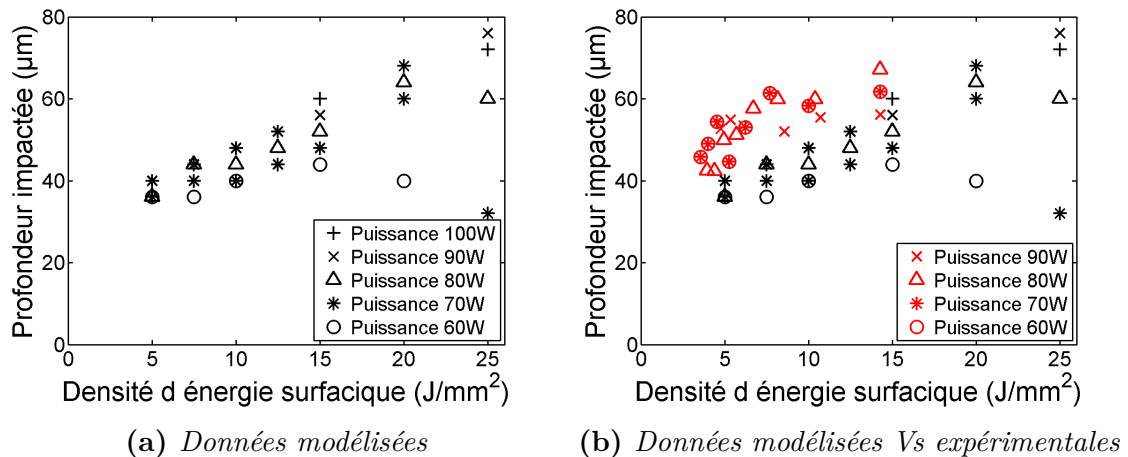 80
60
40
20
0
0
5
10
15
20
25
Profondeur impactée (µm)
Densité d énergie surfacique (J/mm²)
Puissance 100W
Puissance 90W
Puissance 80W
Puissance 70W
Puissance 60W
(a) Données modélisées
80
60
40
20
0
0
5
10
15
20
25
Profondeur impactée (µm)
Densité d énergie surfacique (J/mm²)
Puissance 90W
Puissance 80W
Puissance 70W
Puissance 60W
(b) Données modélisées Vs expérimentales